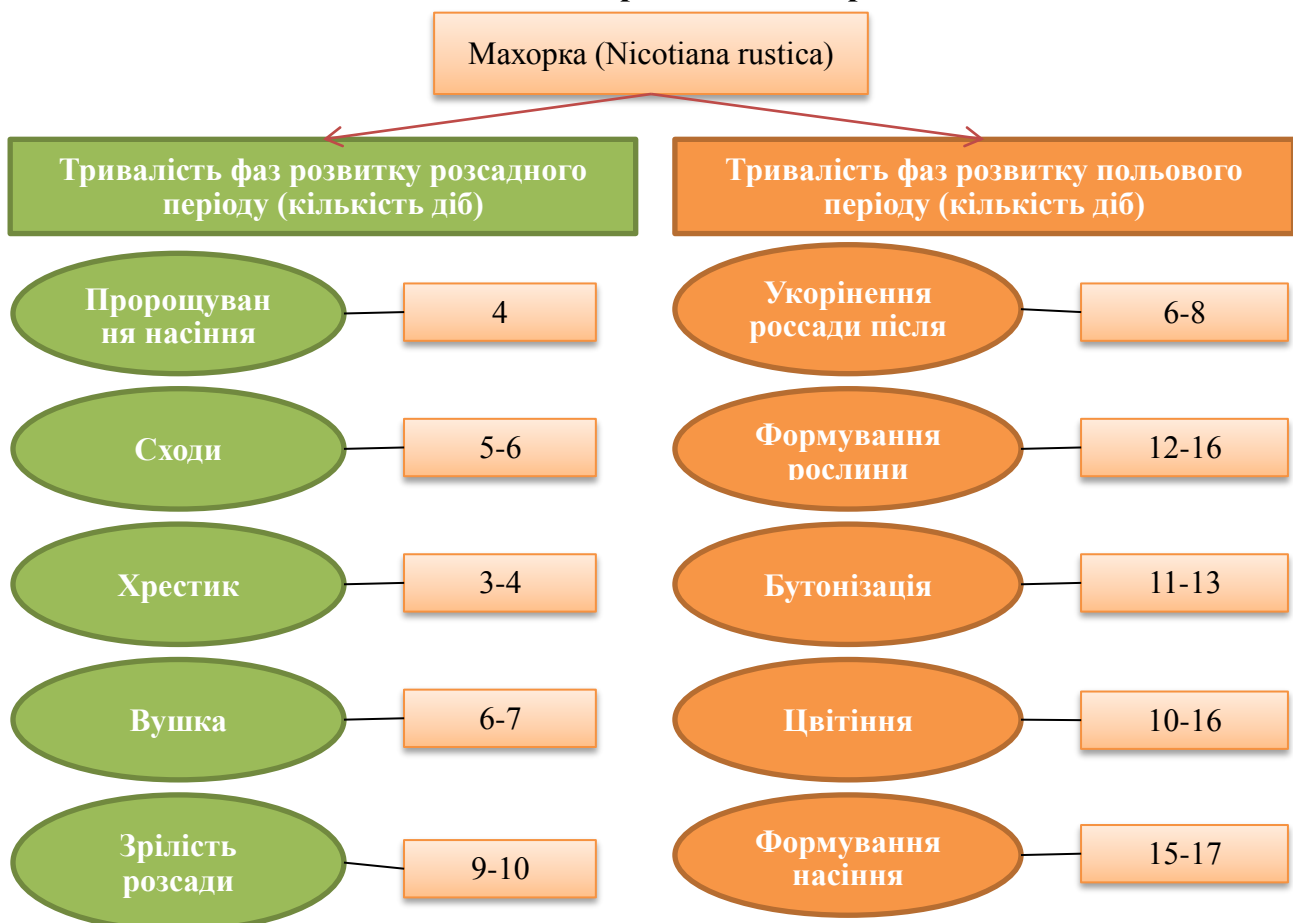 Махорка (Nicotiana rustica)
Тривалість фаз розвитку розсадного
періоду (кількість діб)
Пророщуван
ня насіння
4
Сходи
5-6
Хрестик
3-4
Вушка
6-7
Зрілість
розсади
9-10
Тривалість фаз розвитку польового
періоду (кількість діб)
Укорінення
россади після
6-8
Формування
рослини
12-16
Бутонізація
11-13
Цвітіння
10-16
Формування
насіння
15-17